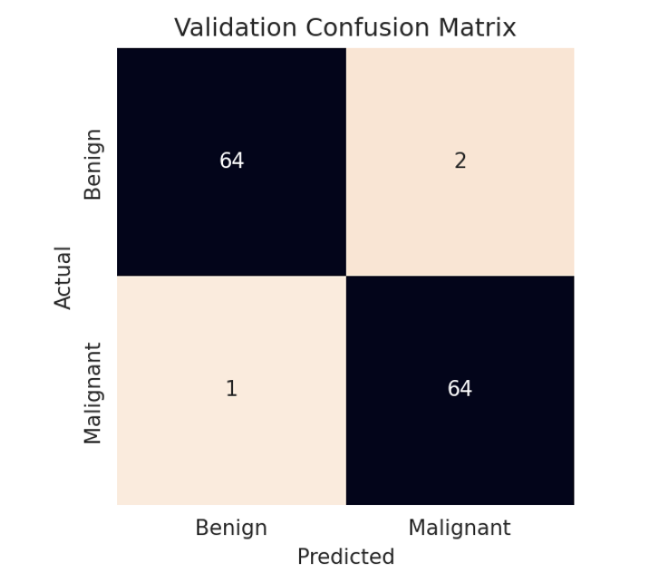 Validation Confusion Matrix
Benign
64
2
Actual
Malignant
1
64
Benign
Malignant
Predicted